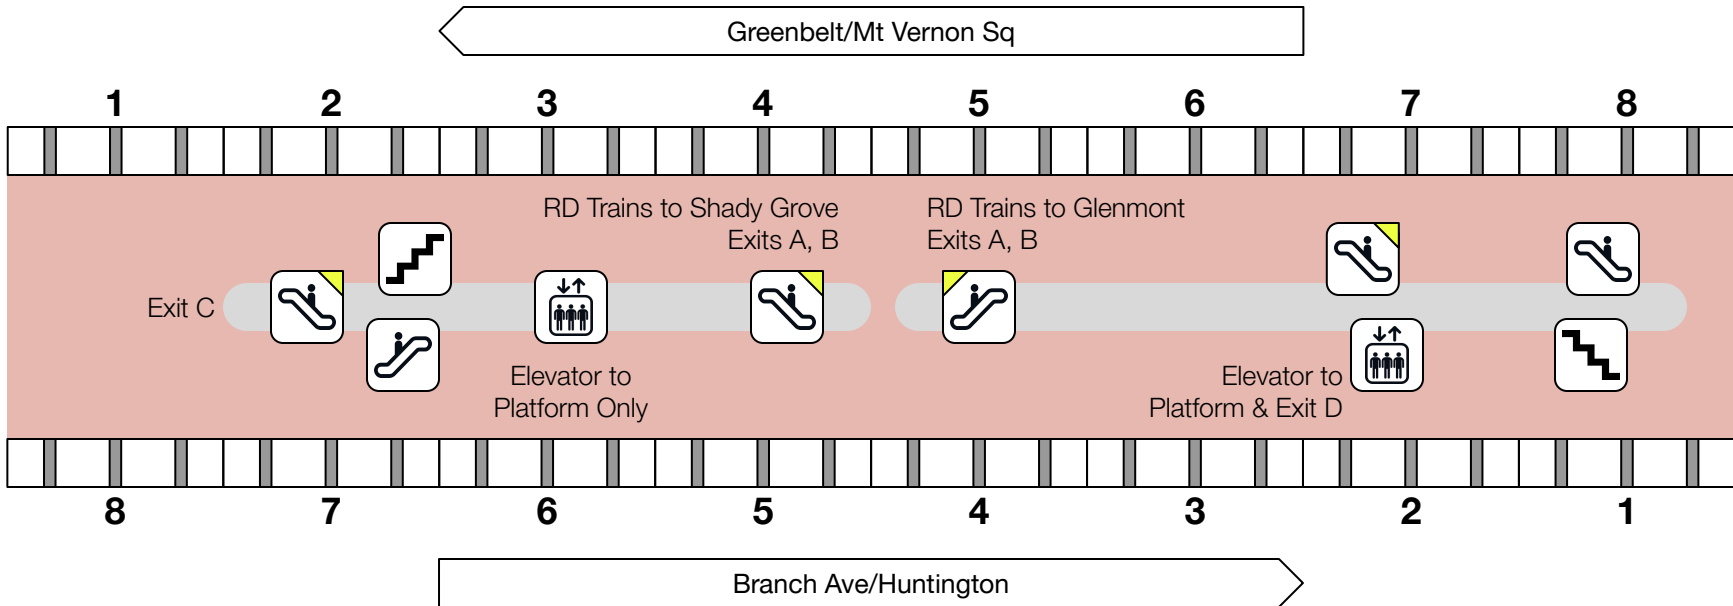 Greenbelt/Mt Vernon Sq
1 2 3 4 5 6 7 8
RD Trains to Shady Grove
Exits A, B
RD Trains to Glenmont
Exits A, B
Exit C
Elevator to
Platform Only
Elevator to
Platform & Exit D
8 7 6 5 4 3 2 1
Branch Ave/Huntington